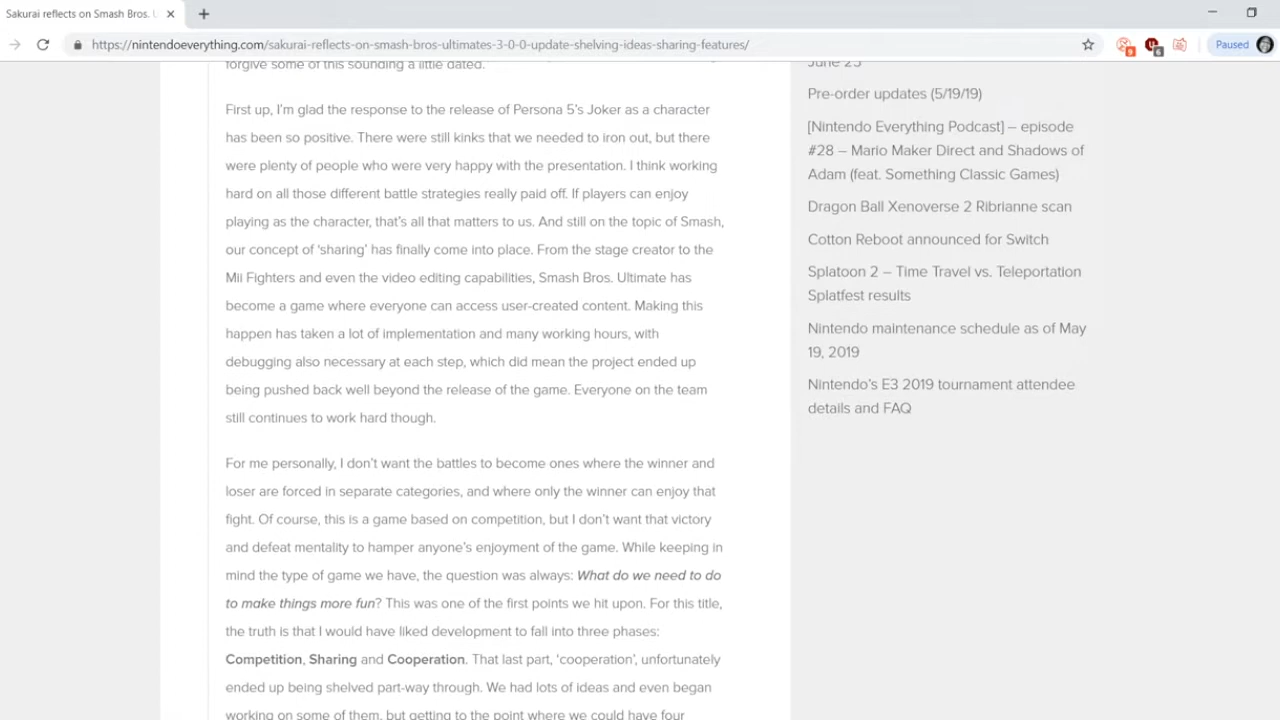 Sakurai reflects on Smash Bros. U
https://nintendoeverything.com/sakurai-reflects-on-smash-bros-ultimates-3-0-0-update-shelving-ideas-sharing-features/
9
6
Paused
forgive some of this sounding a little dated.
First up, I'm glad the response to the release of Persona 5's Joker as a character
has been so positive. There were still kinks that we needed to iron out, but there
were plenty of people who were very happy with the presentation. I think working
hard on all those different battle strategies really paid off. If players can enjoy
playing as the character, that's all that matters to us. And still on the topic of Smash,
our concept of 'sharing' has finally come into place. From the stage creator to the
Mii Fighters and even the video editing capabilities, Smash Bros. Ultimate has
become a game where everyone can access user-created content. Making this
happen has taken a lot of implementation and many working hours, with
debugging also necessary at each step, which did mean the project ended up
being pushed back well beyond the release of the game. Everyone on the team
still continues to work hard though.
For me personally, I don't want the battles to become ones where the winner and
loser are forced in separate categories, and where only the winner can enjoy that
fight. Of course, this is a game based on competition, but I don't want that victory
and defeat mentality to hamper anyone's enjoyment of the game. While keeping in
mind the type of game we have, the question was always: What do we need to do
to make things more fun? This was one of the first points we hit upon. For this title,
the truth is that I would have liked development to fall into three phases:
Competition, Sharing and Cooperation. That last part, 'cooperation', unfortunately
ended up being shelved part-way through. We had lots of ideas and even began
working on some of them, but getting to the point where we could have four
June 25
Pre-order updates (5/19/19)
[Nintendo Everything Podcast] – episode
#28 – Mario Maker Direct and Shadows of
Adam (feat. Something Classic Games)
Dragon Ball Xenoverse 2 Ribrianne scan
Cotton Reboot announced for Switch
Splatoon 2 – Time Travel vs. Teleportation
Splatfest results
Nintendo maintenance schedule as of May
19, 2019
Nintendo's E3 2019 tournament attendee
details and FAQ